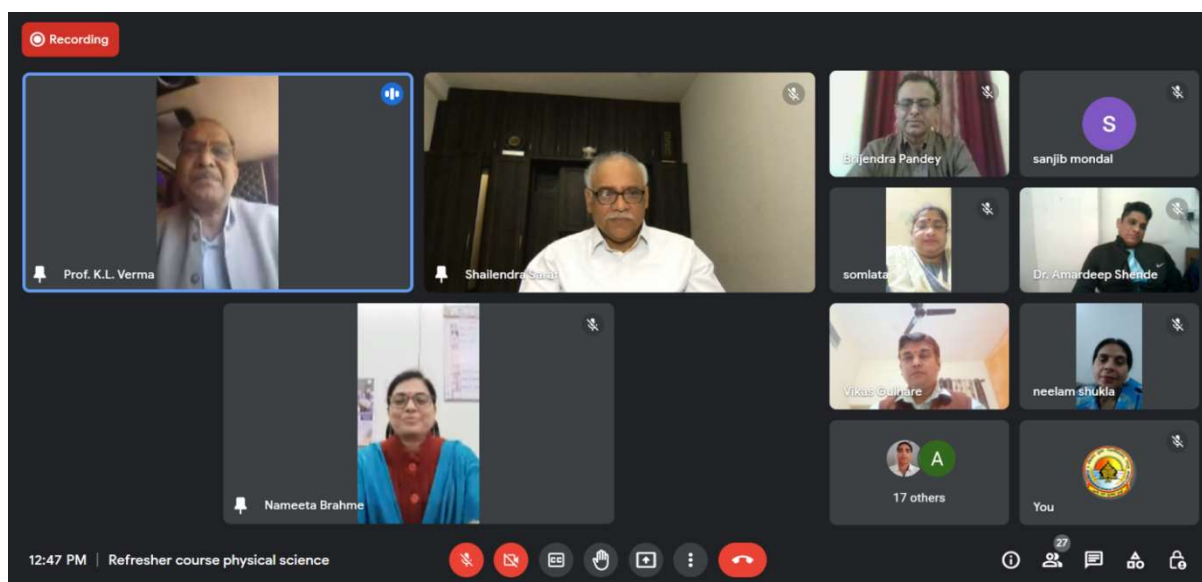 Recording
Prof. K.L. Verma
Shailendra Saraf
Brijendra Pandey
S
sanjib mondal
somlata
Dr. Amardeep Shende
Nameeta Brahme
Vikas Gulhare
neelam shukla
A
17 others
You
12:47 PM | Refresher course physical science
CC
27